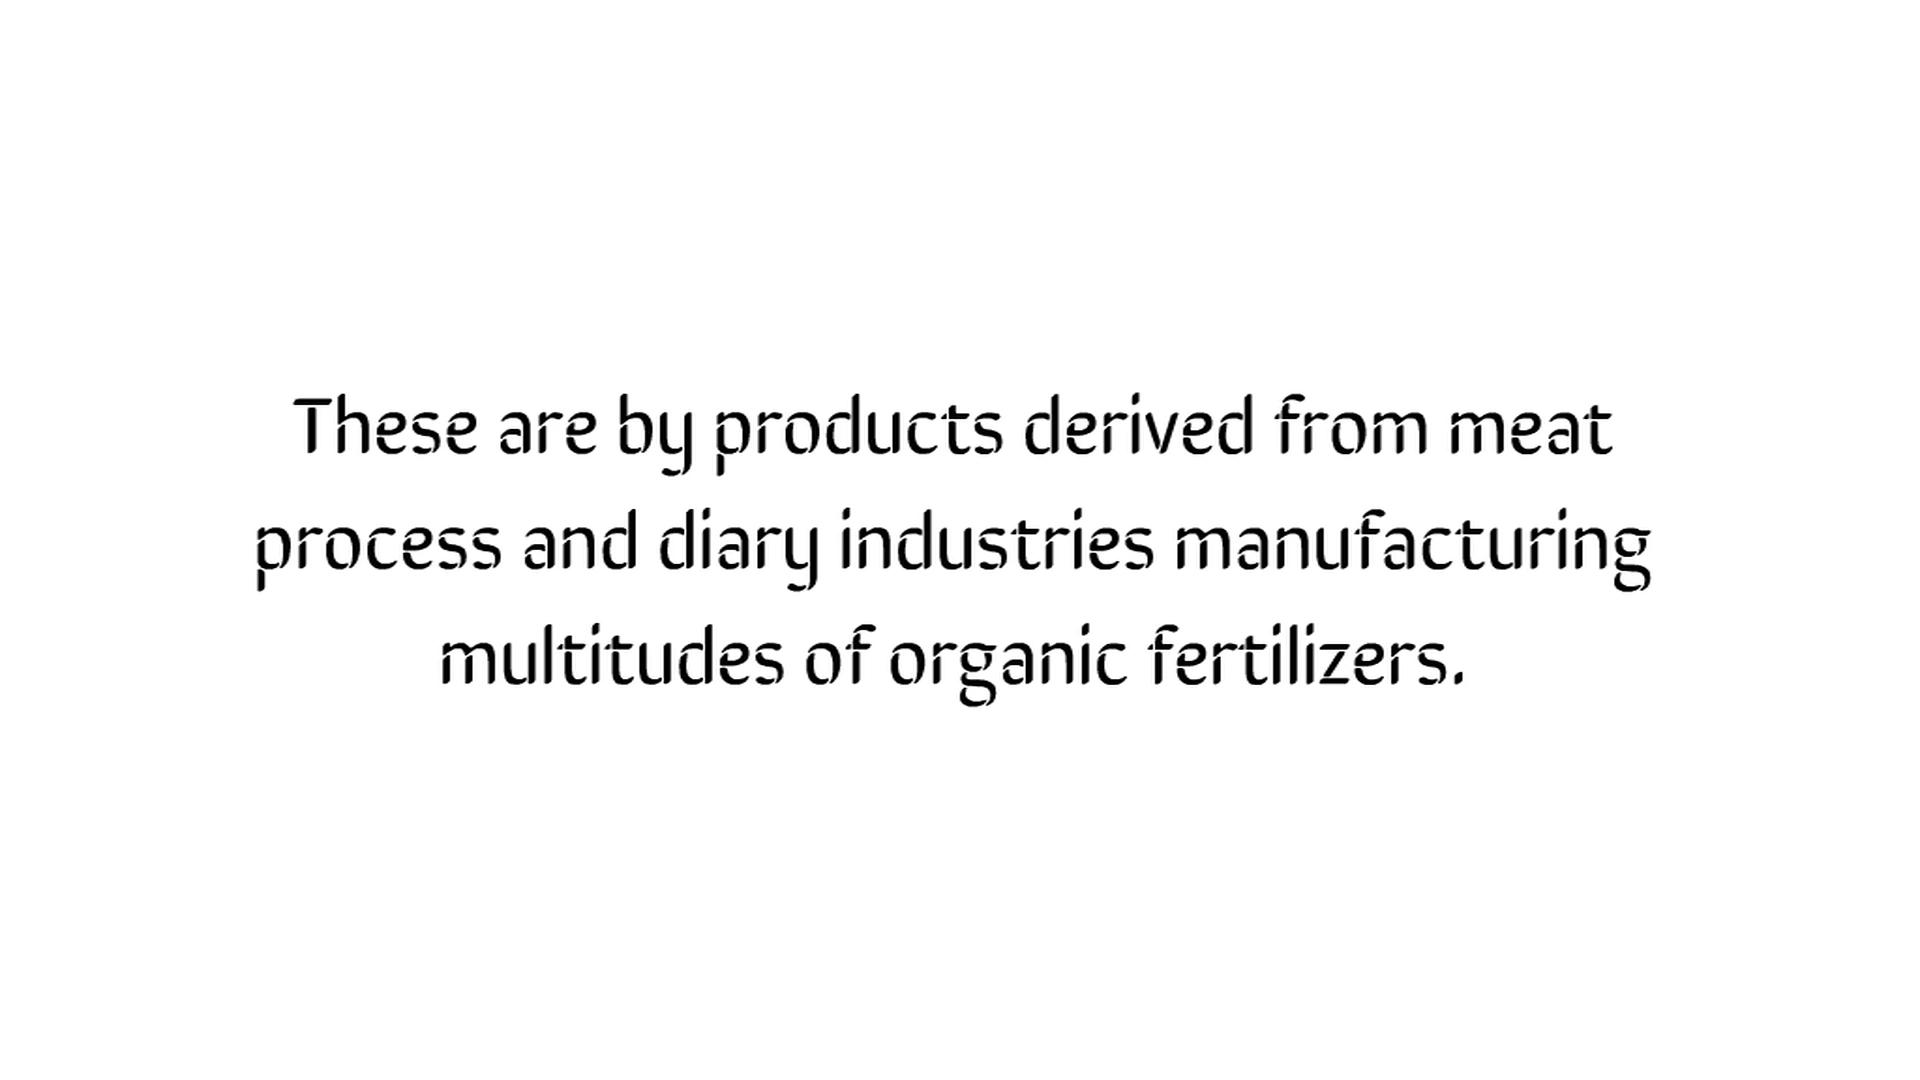 These are by products derived from meat
process and diary industries manufacturing
multitudes of organic fertilizers.